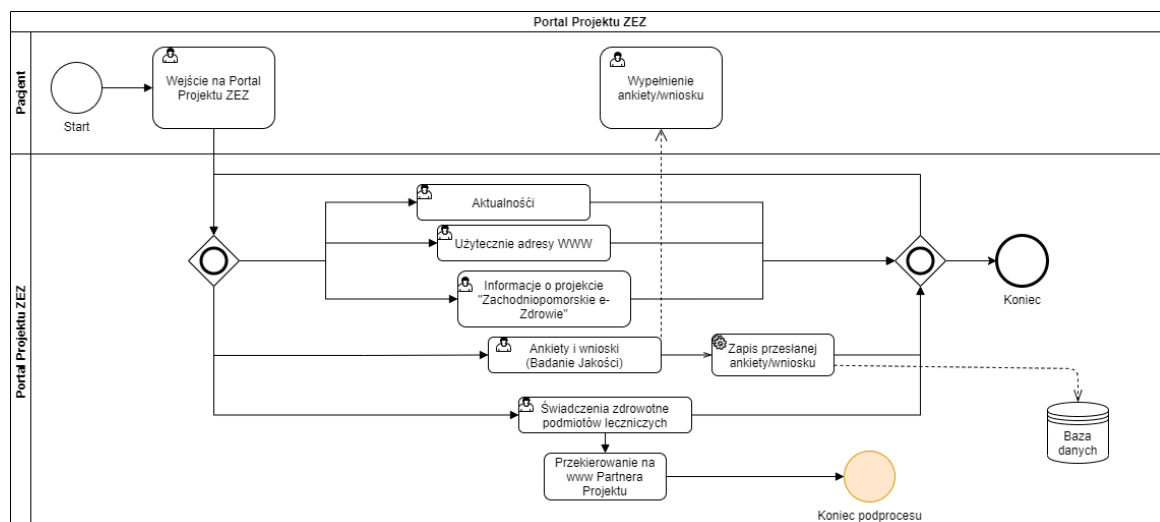 Portal Projektu ZEZ
Pacjent
Wejście na Portal
Projektu ZEZ
Start
Wypełnienie
ankiety/wniosku
Portal Projektu ZEZ
Aktualnośći
Użytecznie adresy WWW
Informacje o projekcie
"Zachodniopomorskie e-
Zdrowie"
Koniec
Ankiety i wnioski
(Badanie Jakości)
Zapis przesłanej
ankiety/wniosku
Świadczenia zdrowotne
podmiotów leczniczych
Baza
danych
Przekierowanie na
www Partnera
Projektu
Koniec podprocesu